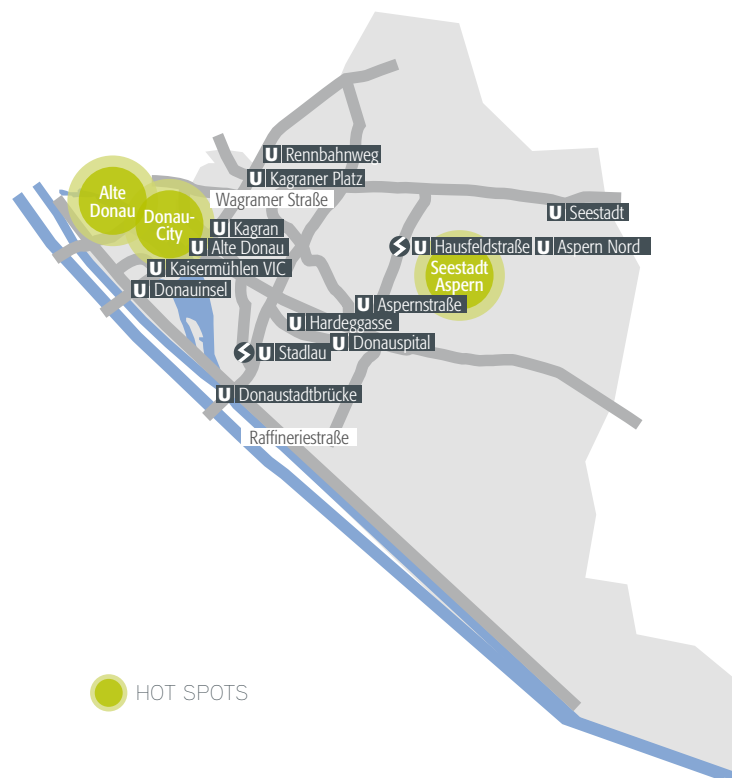 U Rennbahnweg
U Kagraner Platz
Alte
Donau
Wagramer Straße
Donau-
City
U Seestadt
U Kagran
U Alte Donau
S U Hausfeldstraße U Aspern Nord
U Kaisermühlen VIC
Seestadt
Aspern
U Donauinsel
U Aspernstraße
U Hardeggasse
U Donauspital
S U Stadlau
U Donaustadtbrücke
Raffineriestraße
HOT SPOTS